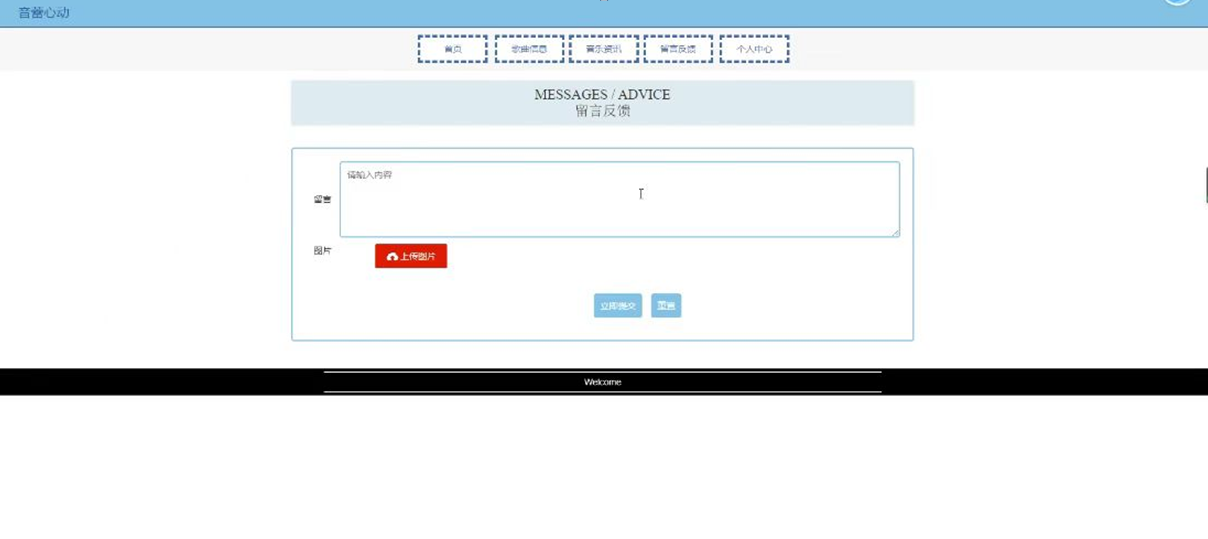 音蕾心动
首页 歌曲信息 音乐资讯 留言反馈 个人中心
MESSAGES / ADVICE
留言反馈
请输入内容
留言
图片
上传图片
立即提交 重置
Welcome